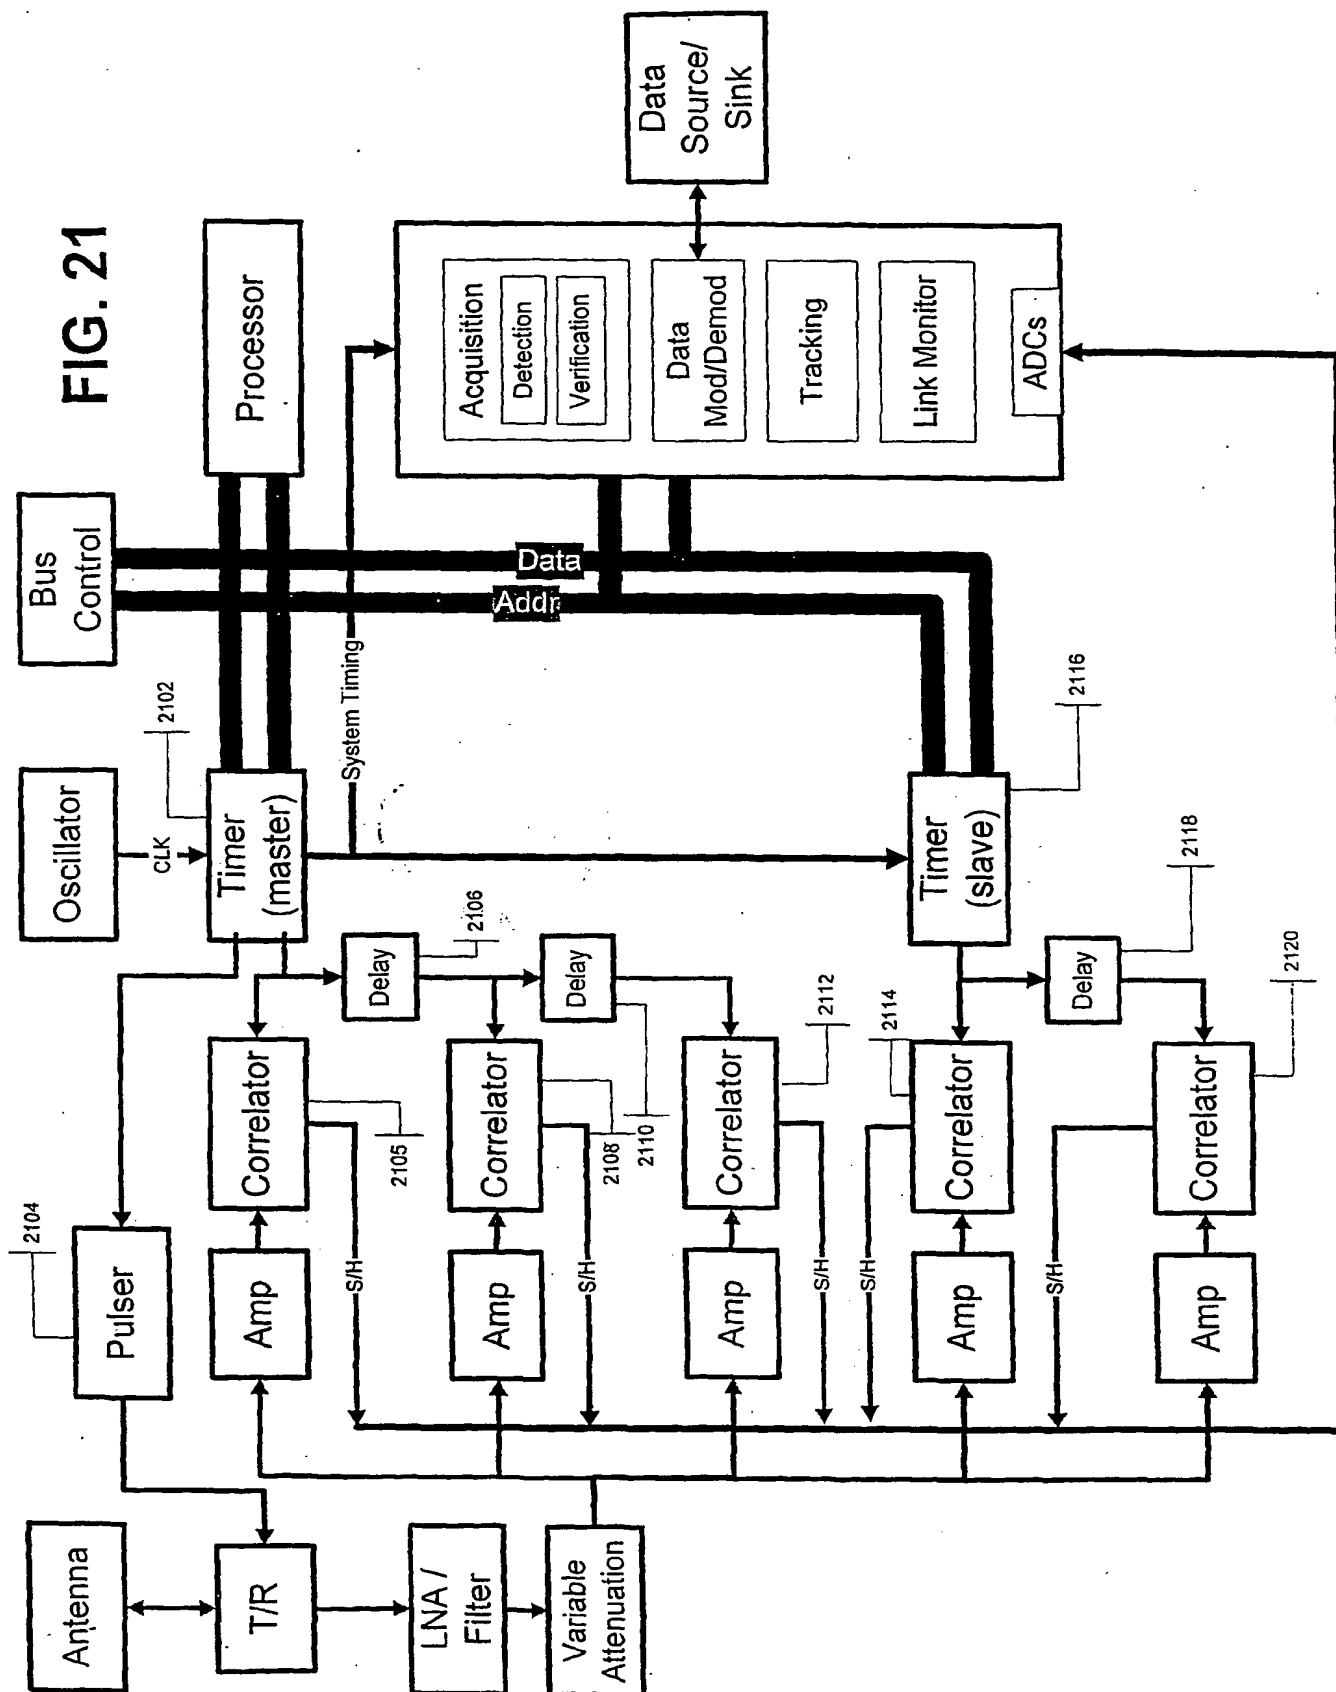 FIG. 21
Antenna
T/R
LNA /
Filter
Variable
Attenuation
2104
Pulser
Amp
Amp
Amp
Amp
Amp
S/H
S/H
S/H
S/H
S/H
Correlator
Correlator
Correlator
Correlator
Correlator
2105
2108
2110
2112
2114
2120
Delay
Delay
Delay
2106
2118
Oscillator
CLK
2102
Timer
(master)
Timer
(slave)
2116
System Timing
Bus
Control
Data
Addr
Processor
Acquisition
Detection
Verification
Data
Mod/Demod
Tracking
Link Monitor
ADCs
Data
Source/
Sink